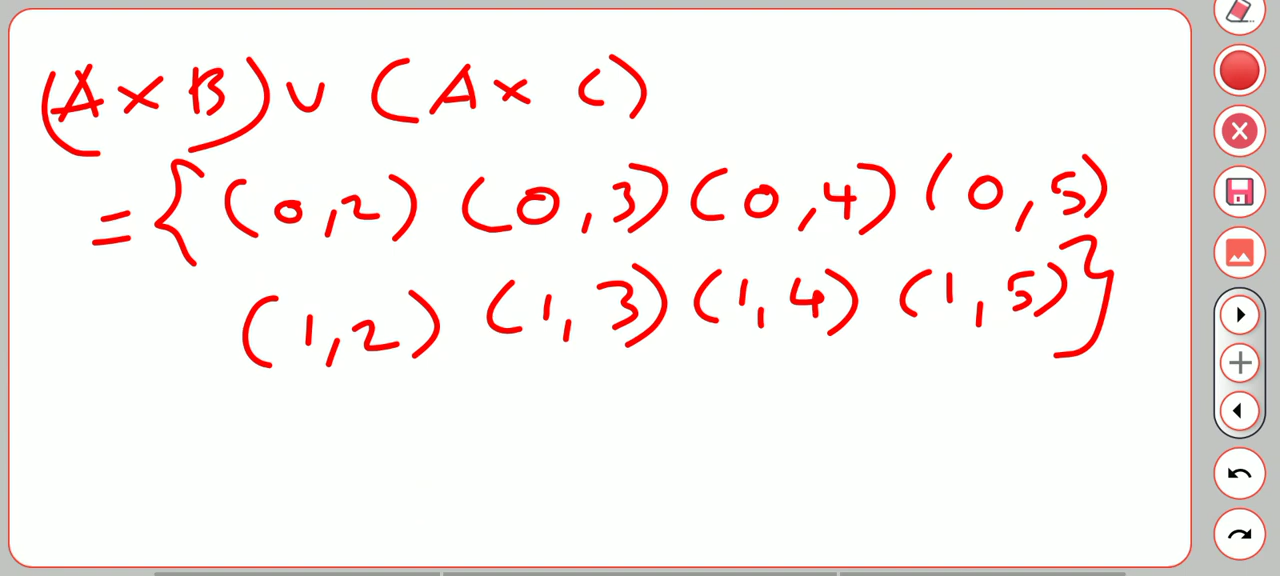 (A × B) ∪ (A × C)
= { (0,2) (0,3) (0,4) (0,5)
(1,2) (1,3) (1,4) (1,5) }